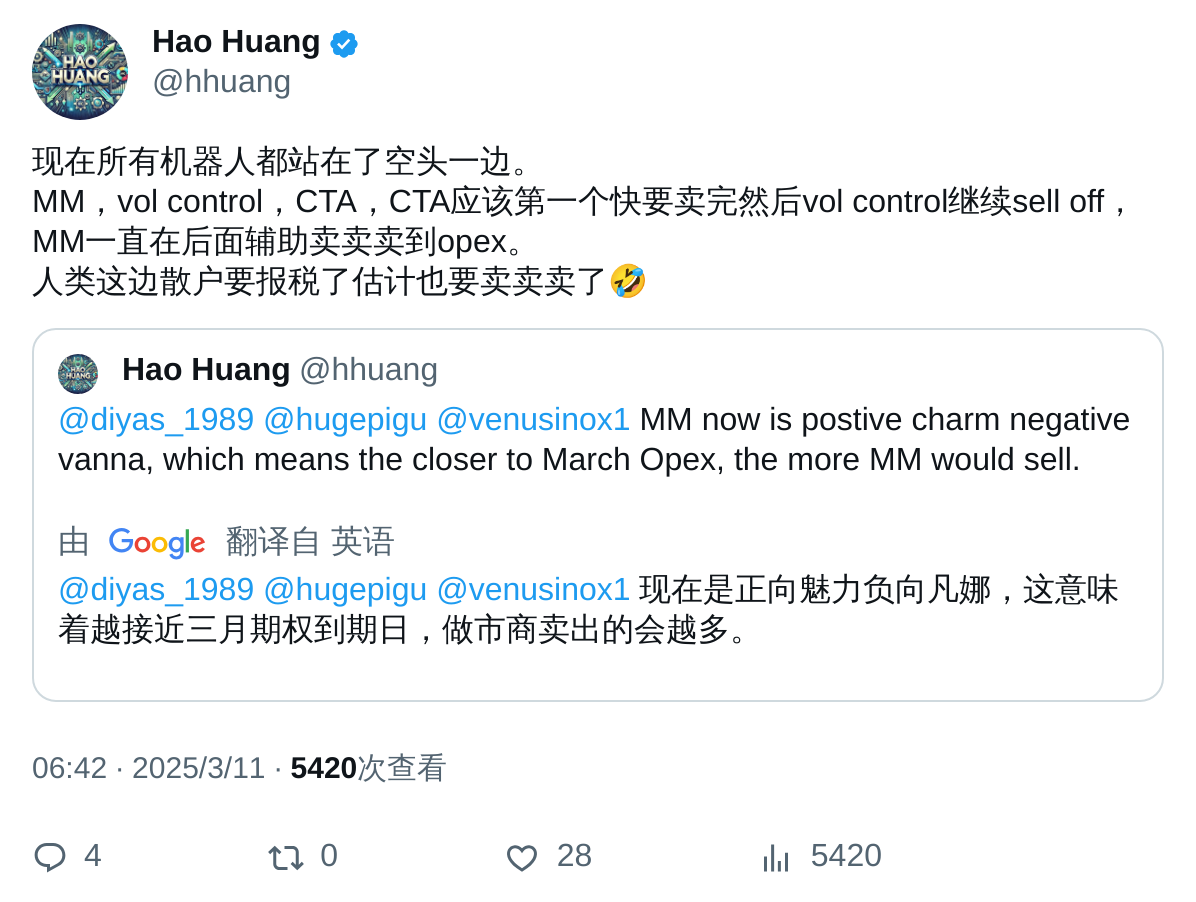 HAO
HUANG
Hao Huang
@hhuang
现在所有机器人都站在了空头一边。
MM，vol control，CTA，CTA应该第一个快要卖完然后vol control继续sell off，
MM一直在后面辅助卖卖卖到opex。
人类这边散户要报税了估计也要卖卖卖了🤣
HAO
HUANG
Hao Huang @hhuang
@diyas_1989 @hugepigu @venusinox1 MM now is postive charm negative
vanna, which means the closer to March Opex, the more MM would sell.
由 Google 翻译自 英语
@diyas_1989 @hugepigu @venusinox1 现在是正向魅力负向凡娜，这意味
着越接近三月期权到期日，做市商卖出的会越多。
06:42 · 2025/3/11 · 5420次查看
4 0 28 5420